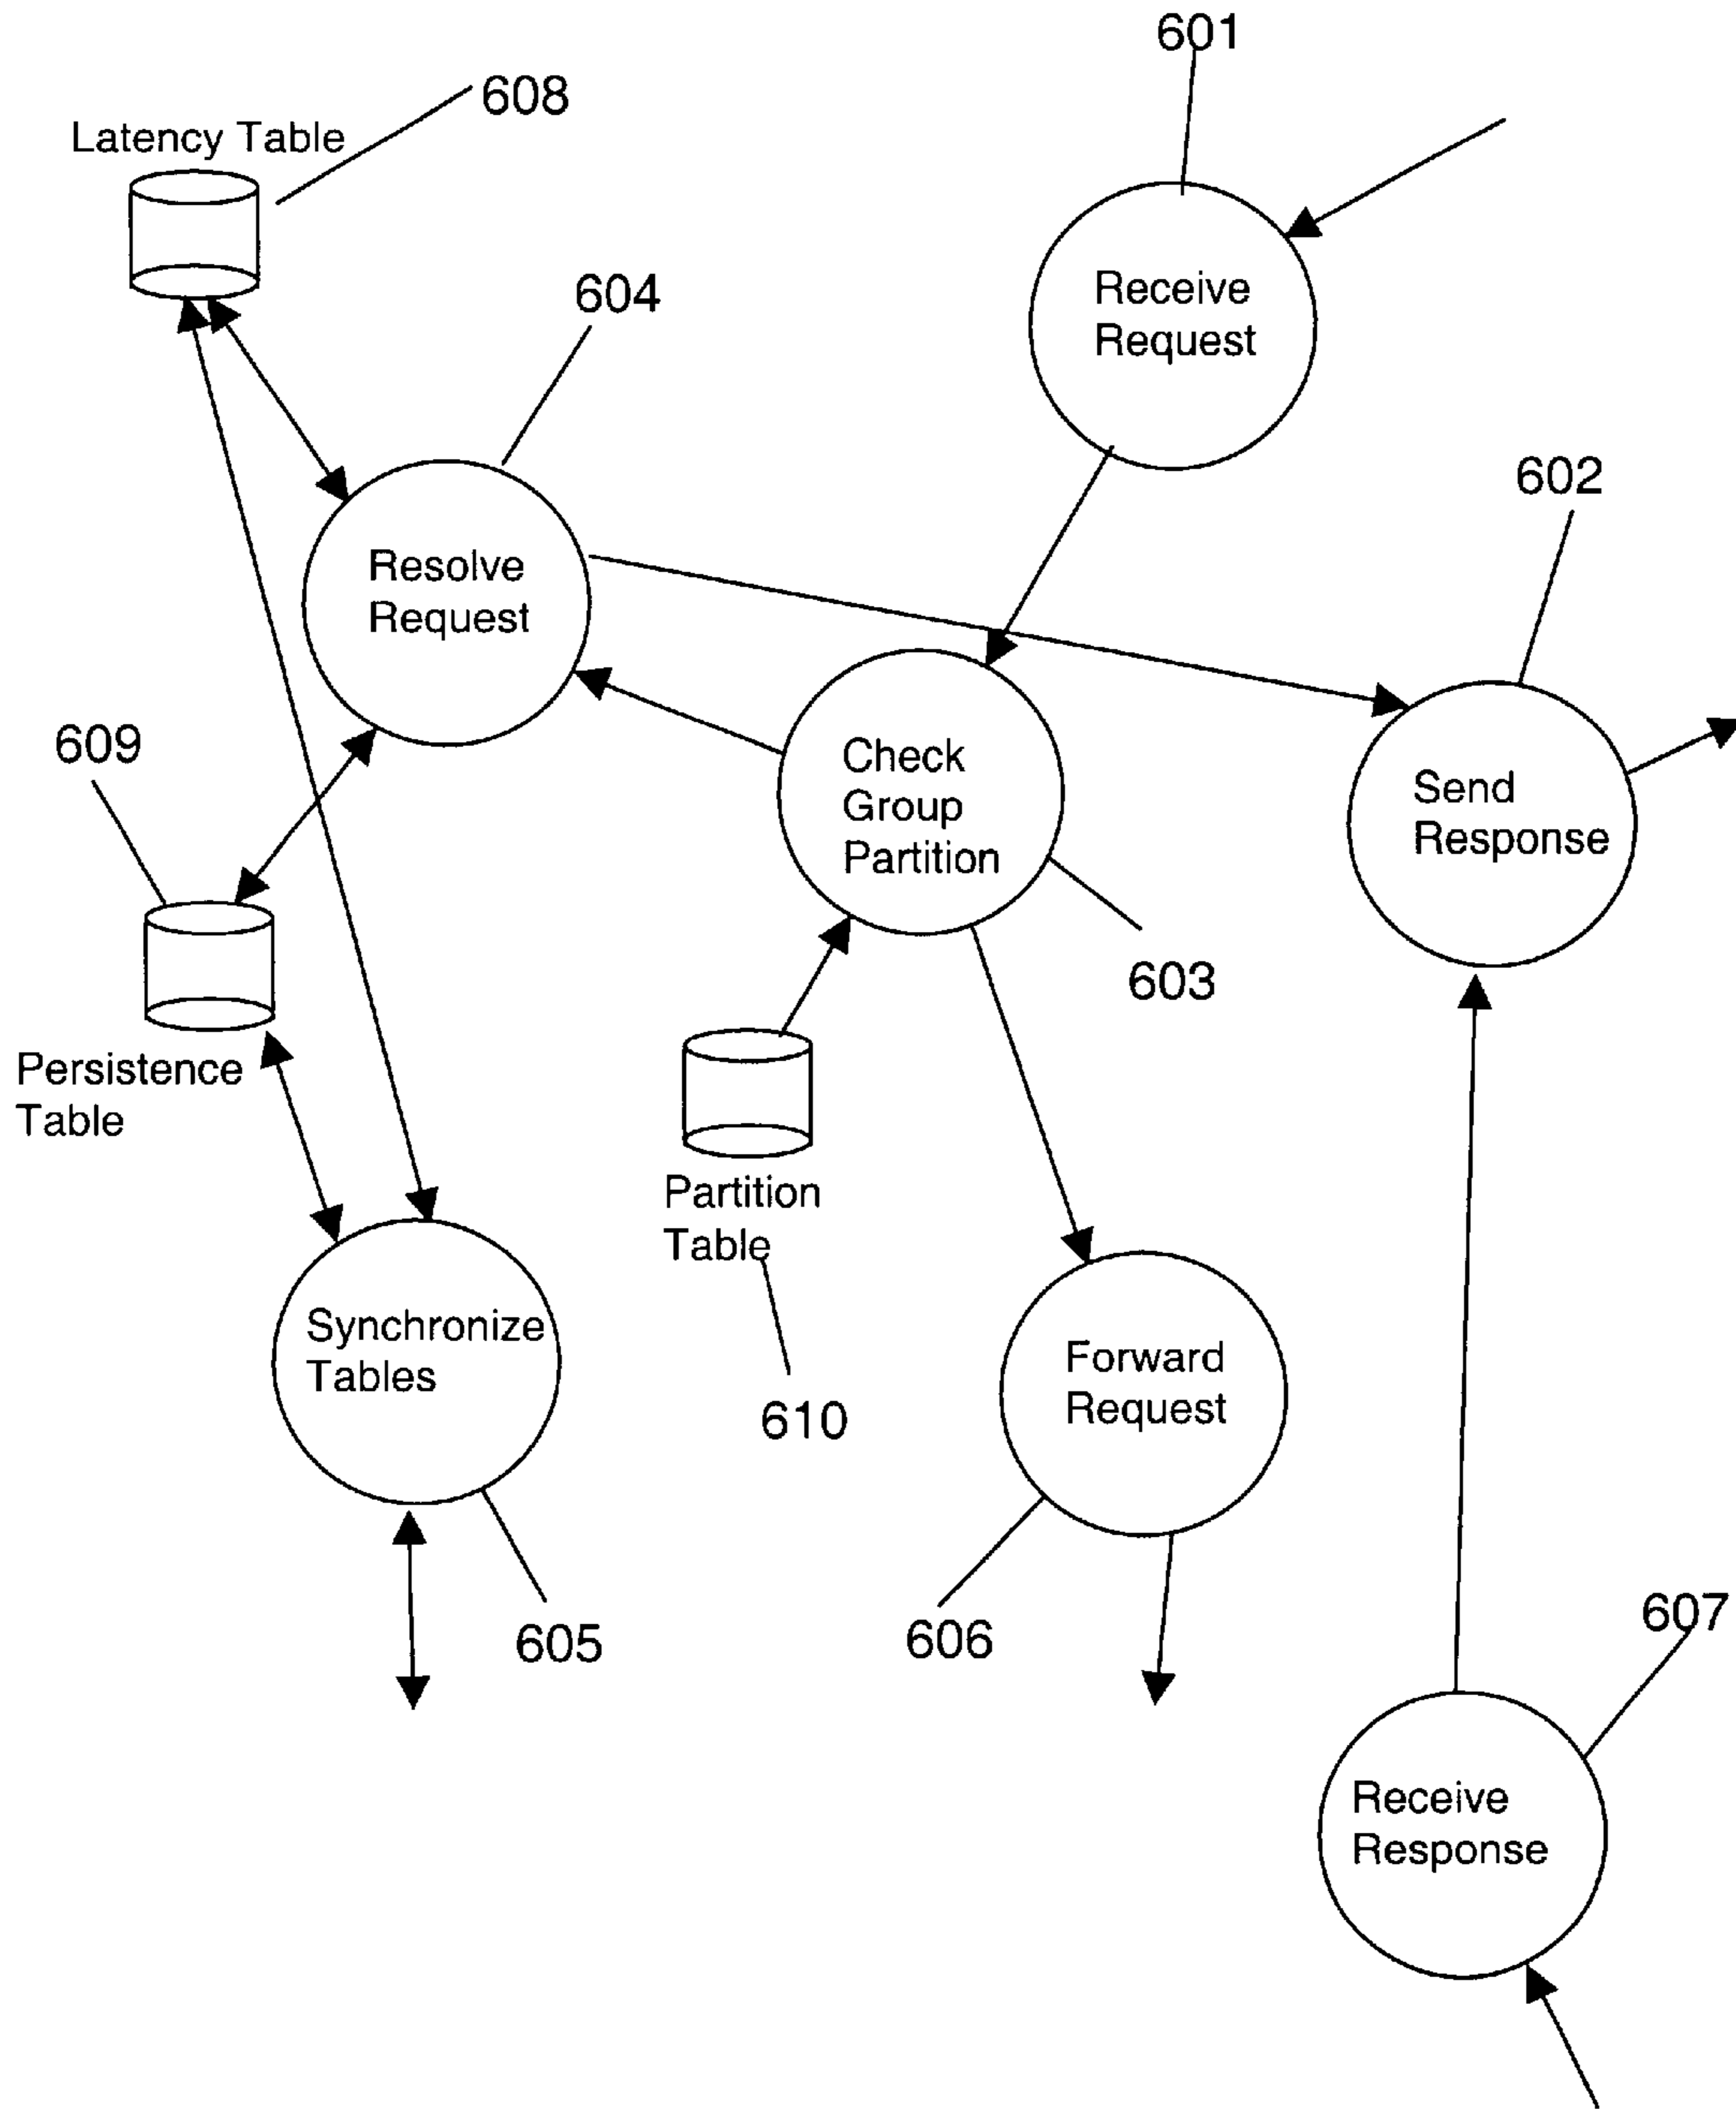 601
608
Latency Table
Receive
Request
604
602
Resolve
Request
609
Check
Group
Partition
Send
Response
603
Persistence
Table
Partition
Table
Synchronize
Tables
Forward
Request
610
605
606
607
Receive
Response